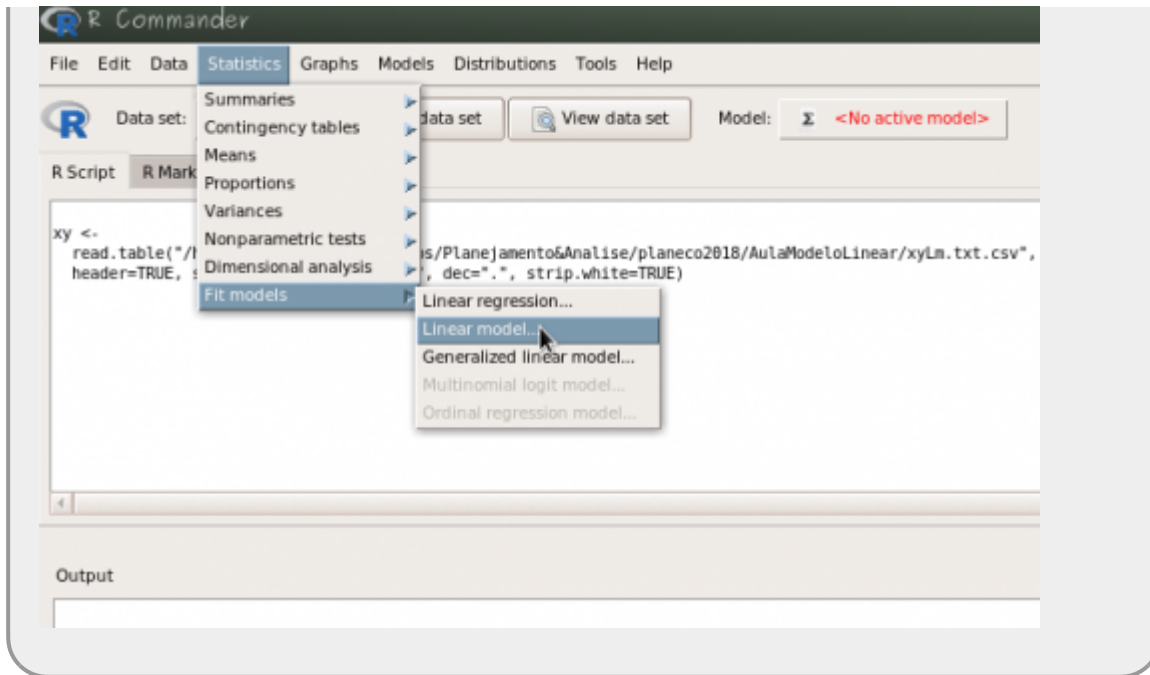 R Commander
File Edit Data Statistics Graphs Models Distributions Tools Help
Data set: data set View data set Model: Σ <No active model>
R Script R Mark
Summaries
Contingency tables
Means
Proportions
Variances
Nonparametric tests
Dimensional analysis
Fit models
Linear regression...
Linear model...
Generalized linear model...
Multinomial logit model...
Ordinal regression model...
xy <-
read.table("/ s/Planejamento&Analise/planeco2018/AulaModeloLinear/xyLm.txt.csv",
header=TRUE, s ", dec=".", strip.white=TRUE)
Output